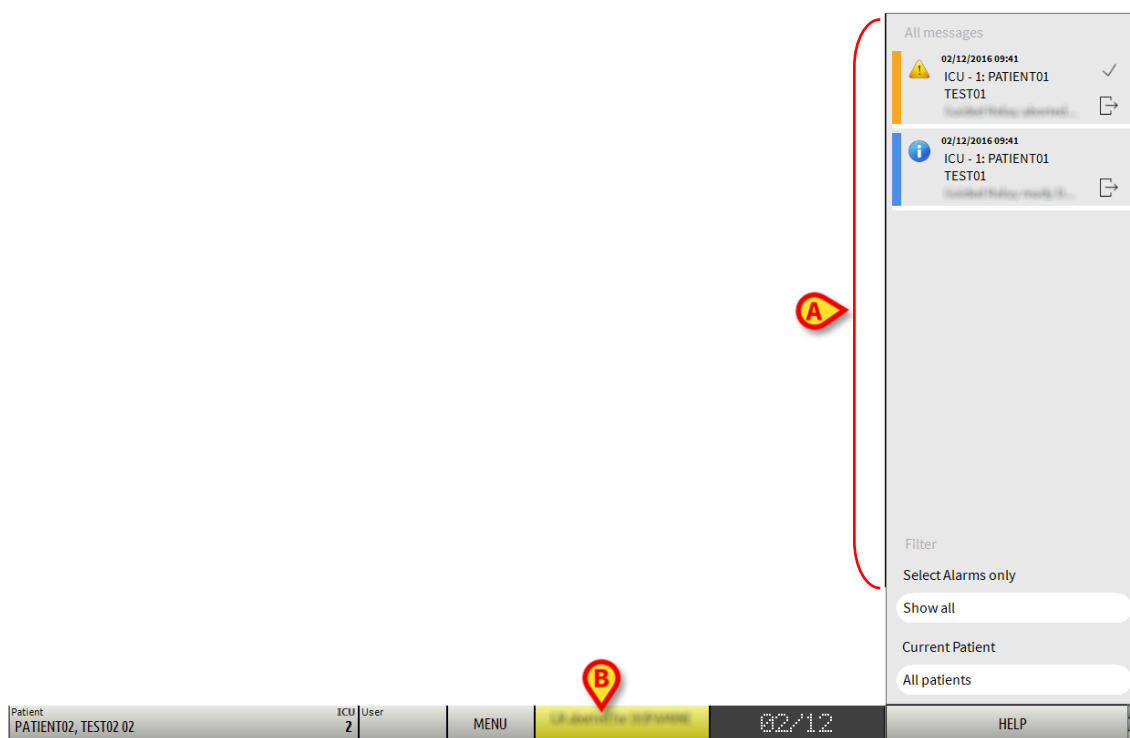 All messages
02/12/2016 09:41
ICU - 1: PATIENT01
TEST01
02/12/2016 09:41
ICU - 1: PATIENT01
TEST01
A
Filter
Select Alarms only
Show all
Current Patient
All patients
B
Patient
PATIENT02, TEST02 02
ICU
2
User
MENU
02/12
HELP